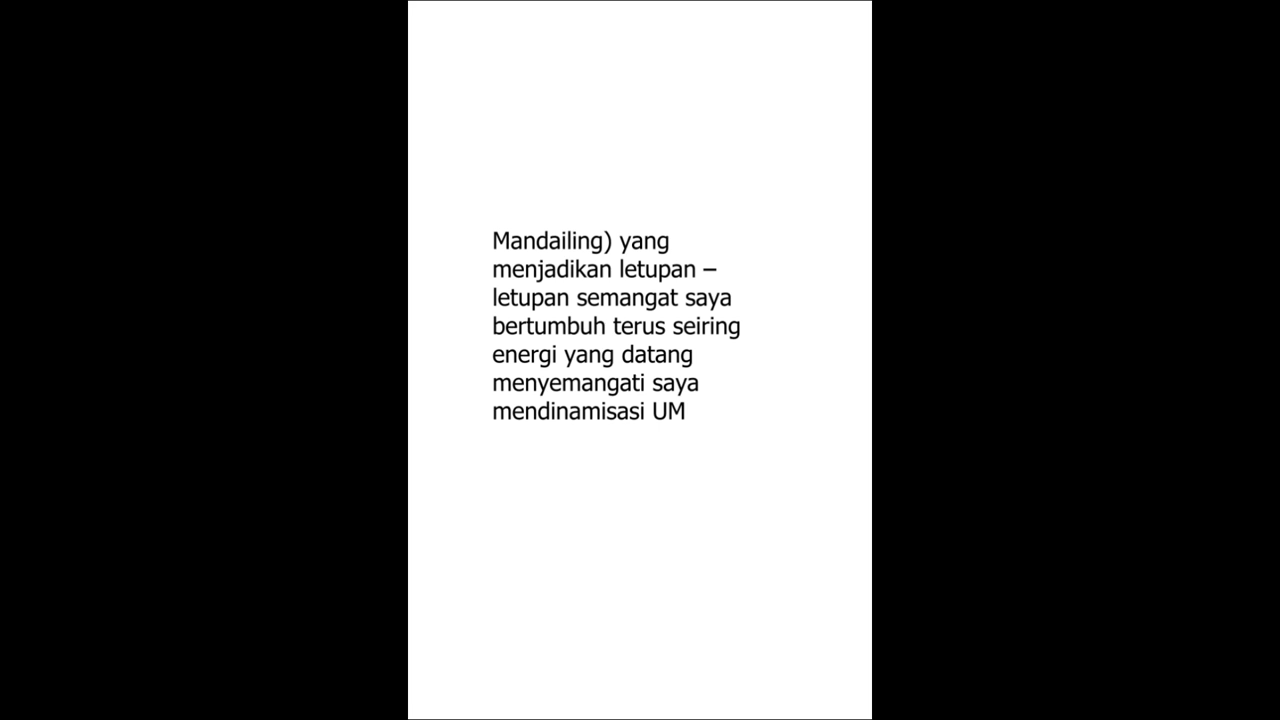 Mandailing) yang
menjadikan letupan –
letupan semangat saya
bertumbuh terus seiring
energi yang datang
menyemangati saya
mendinamisasi UM